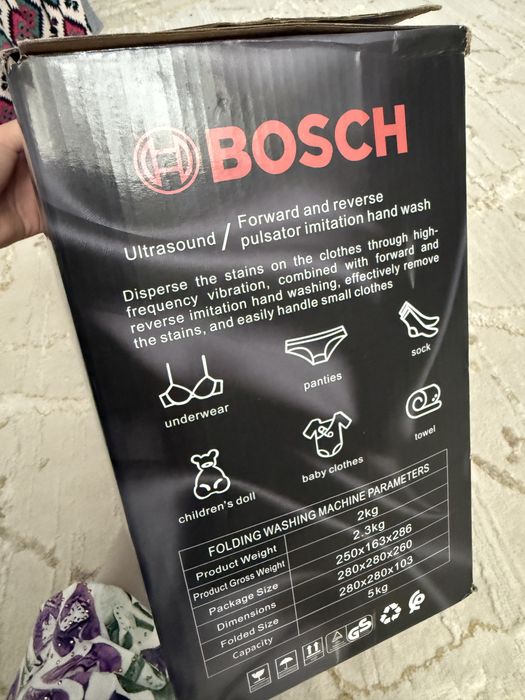 BOSCH
Ultrasound / Forward and reverse
pulsator imitation hand wash
Disperse the stains on the clothes through high-
frequency vibration, combined with forward and
reverse imitation hand washing, effectively remove
the stains, and easily handle small clothes
underwear
panties
sock
children's doll
baby clothes
towel
FOLDING WASHING MACHINE PARAMETERS
Product Weight 2kg
Product Gross Weight 2.3kg
Package Size 250x163x286
Dimensions 280x280x260
Folded Size 280x280x103
Capacity 5kg
GS